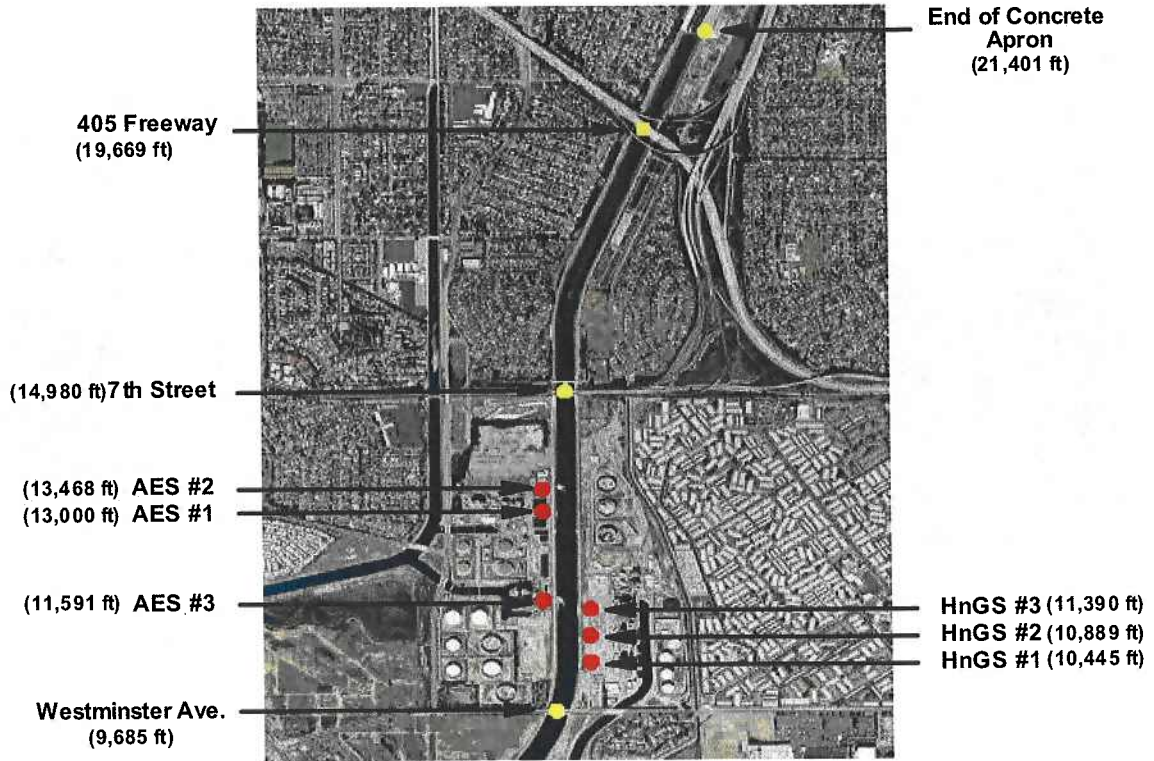 End of Concrete
Apron
(21,401 ft)
405 Freeway
(19,669 ft)
(14,980 ft)7th Street
(13,468 ft) AES #2
(13,000 ft) AES #1
(11,591 ft) AES #3
HnGS #3 (11,390 ft)
HnGS #2 (10,889 ft)
HnGS #1 (10,445 ft)
Westminster Ave.
(9,685 ft)